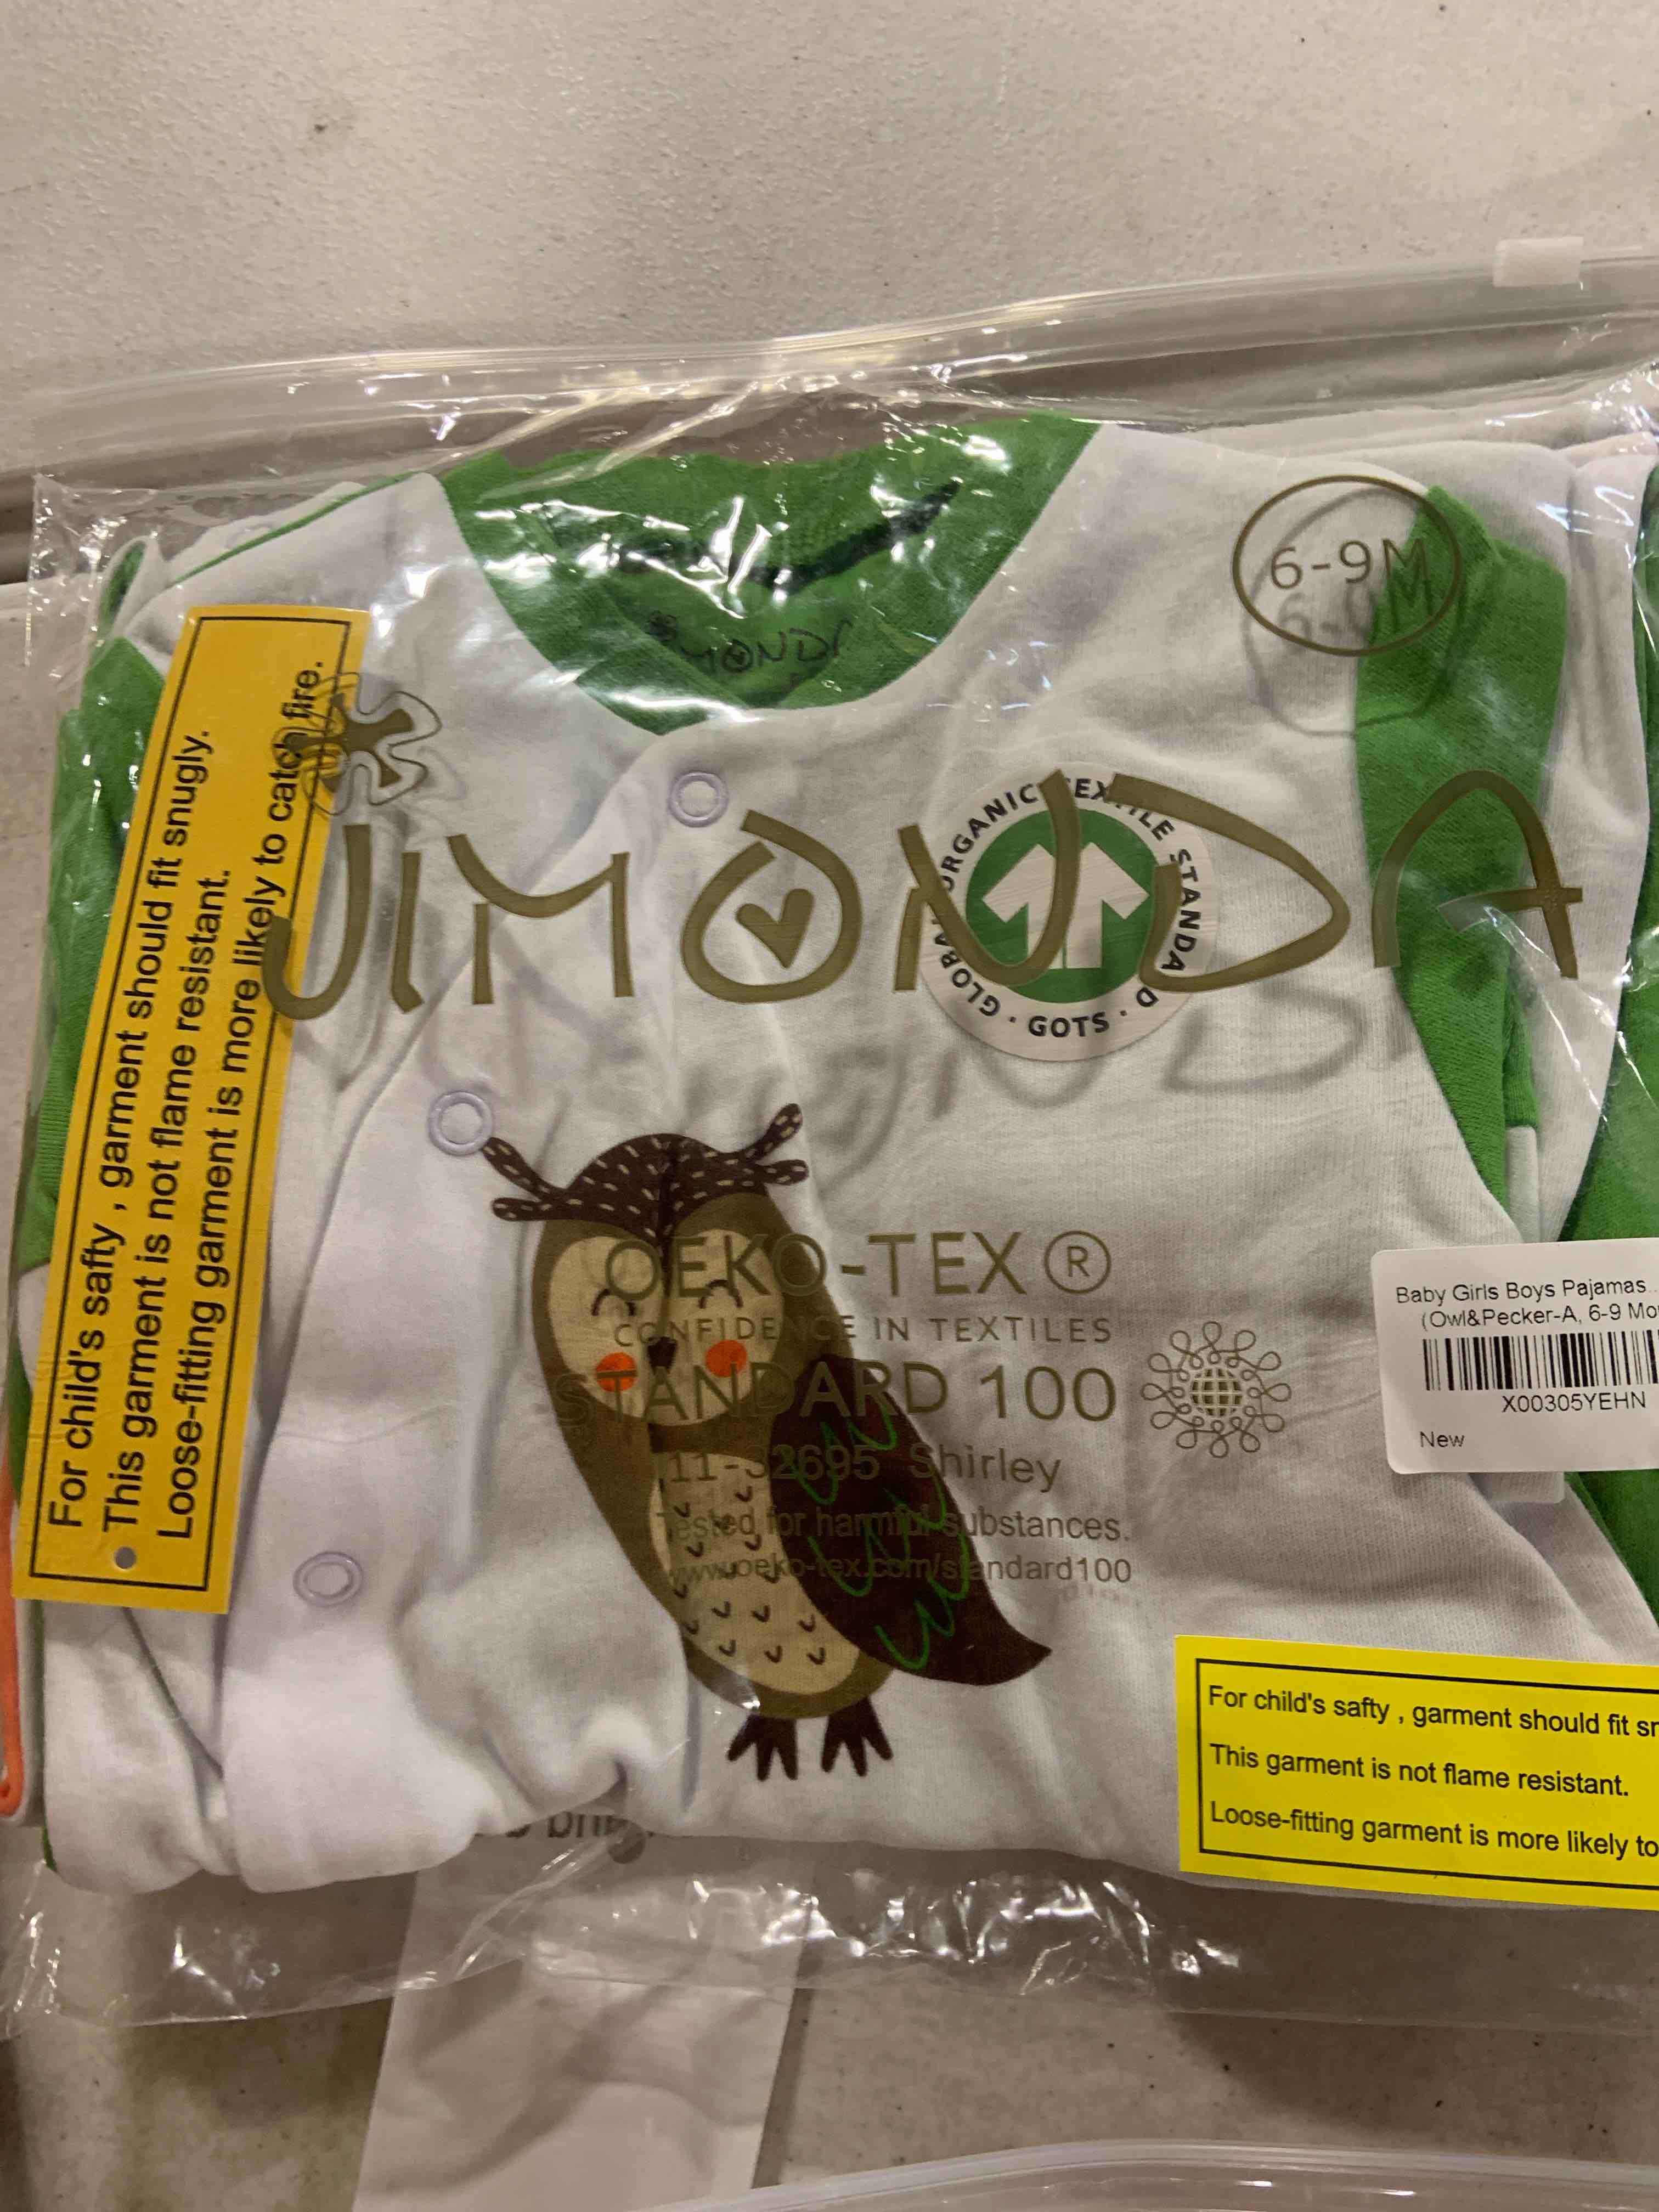 6-9M
JIMONDA
GLOBAL ORGANIC TEXTILE STANDARD · GOTS ·
For child's safty , garment should fit snugly.
This garment is not flame resistant.
Loose-fitting garment is more likely to catch fire.
OEKO-TEX ®
CONFIDENCE IN TEXTILES
STANDARD 100
11-32695 Shirley
Tested for harmful substances.
www.oeko-tex.com/standard100
Baby Girls Boys Pajamas...
(Owl&Pecker-A, 6-9 Mo
X00305YEHN
New
For child's safty , garment should fit
This garment is not flame resistant.
Loose-fitting garment is more likely to